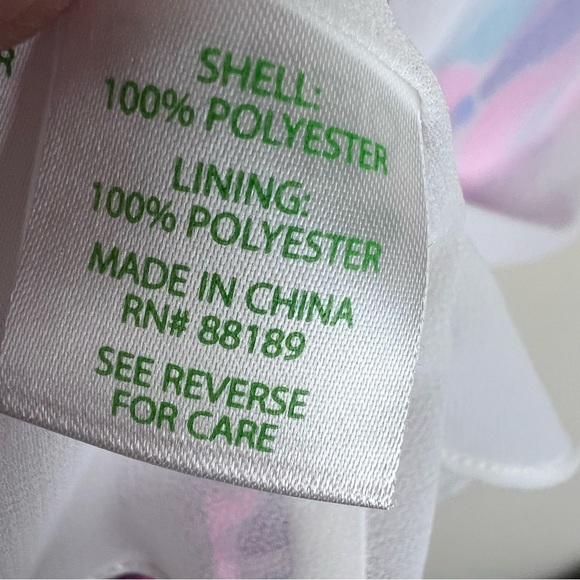 SHELL:
100% POLYESTER
LINING:
100% POLYESTER
MADE IN CHINA
RN# 88189
SEE REVERSE
FOR CARE